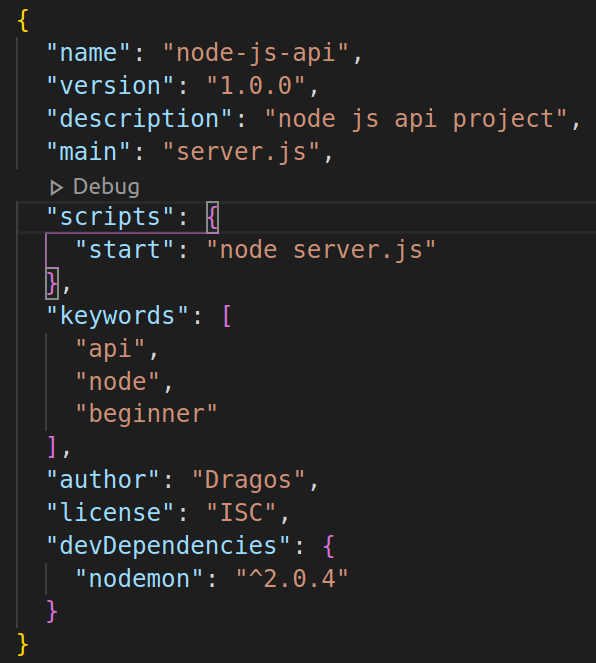 {
  "name": "node-js-api",
  "version": "1.0.0",
  "description": "node js api project",
  "main": "server.js",
  Debug
  "scripts": {
    "start": "node server.js"
  },
  "keywords": [
    "api",
    "node",
    "beginner"
  ],
  "author": "Dragos",
  "license": "ISC",
  "devDependencies": {
    "nodemon": "^2.0.4"
  }
}